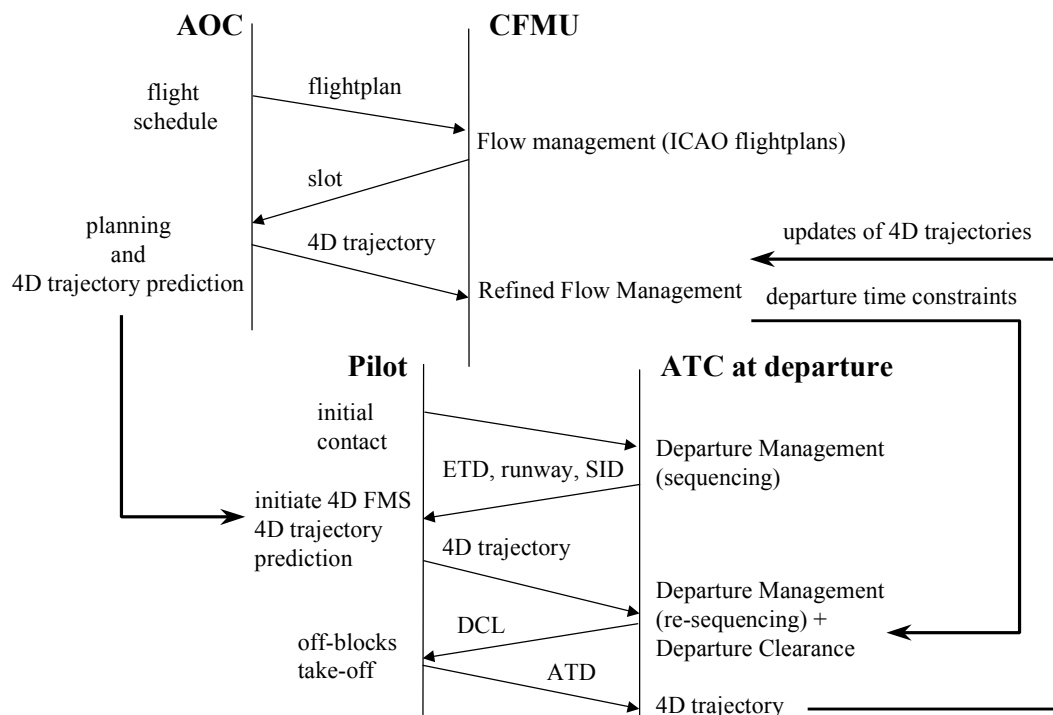 AOC
CFMU
flight
schedule
flightplan
Flow management (ICAO flightplans)
slot
planning
and
4D trajectory prediction
4D trajectory
updates of 4D trajectories
Refined Flow Management
departure time constraints
Pilot
ATC at departure
initial
contact
Departure Management
(sequencing)
ETD, runway, SID
initiate 4D FMS
4D trajectory
prediction
4D trajectory
Departure Management
(re-sequencing) +
Departure Clearance
DCL
off-blocks
take-off
ATD
4D trajectory